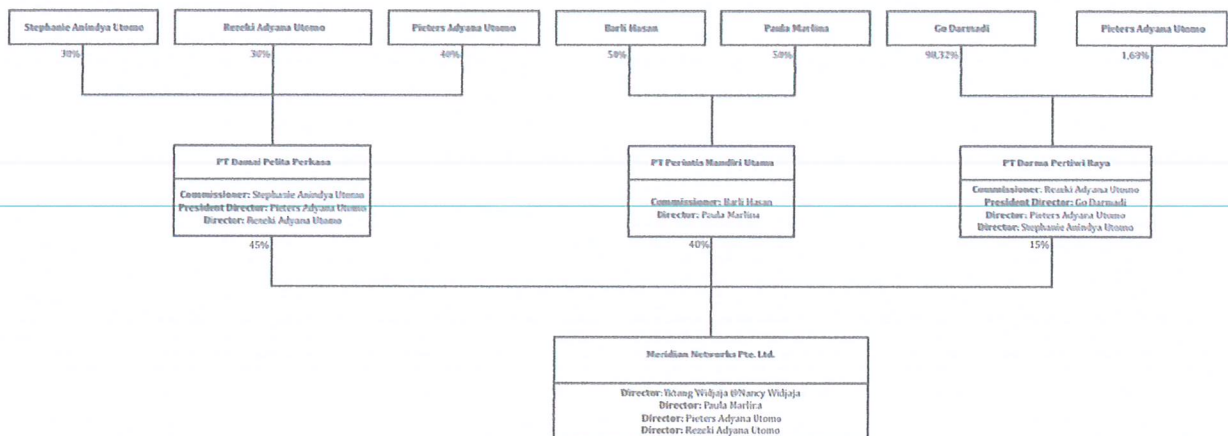 Stephanie Anindya Utomo
Rezeki Adyana Utomo
Pieters Adyana Utomo
Barli Hasan
Paula Marlina
Go Darmadi
Pieters Adyana Utomo
30%
30%
40%
50%
50%
98,32%
1,68%
PT Damai Pelita Perkasa
Commissioner: Stephanie Anindya Utomo
President Director: Pieters Adyana Utomo
Director: Rezeki Adyana Utomo
45%
PT Perintis Mandiri Utama
Commissioner: Barli Hasan
Director: Paula Marlina
40%
PT Darma Pertiwi Raya
Commissioner: Rezeki Adyana Utomo
President Director: Go Darmadi
Director: Pieters Adyana Utomo
Director: Stephanie Anindya Utomo
15%
Meridian Networks Pte. Ltd.
Director: Widjaja @Nancy Widjaja
Director: Paula Marlina
Director: Pieters Adyana Utomo
Director: Rezeki Adyana Utomo